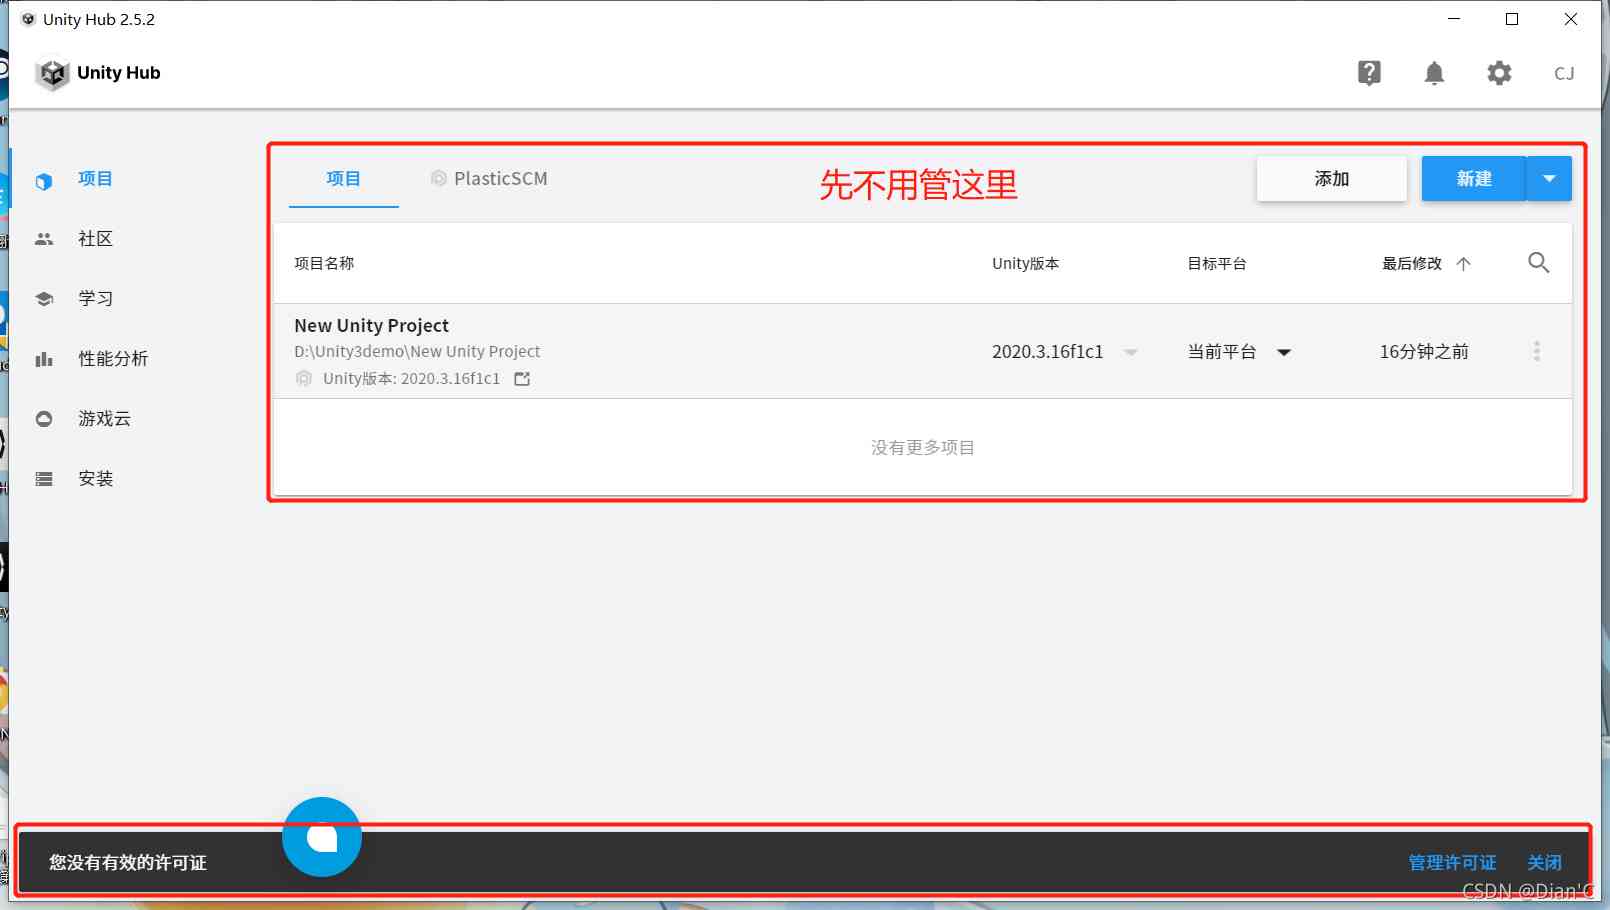 Unity Hub 2.5.2
Unity Hub
CJ
项目
社区
学习
性能分析
游戏云
安装
项目
PlasticSCM
先不用管这里
添加
新建
项目名称
Unity版本
目标平台
最后修改
New Unity Project
D:\Unity3demo\New Unity Project
Unity版本: 2020.3.16f1c1
2020.3.16f1c1
当前平台
16分钟之前
没有更多项目
您没有有效的许可证
管理许可证
关闭
CSDN @Dian'C